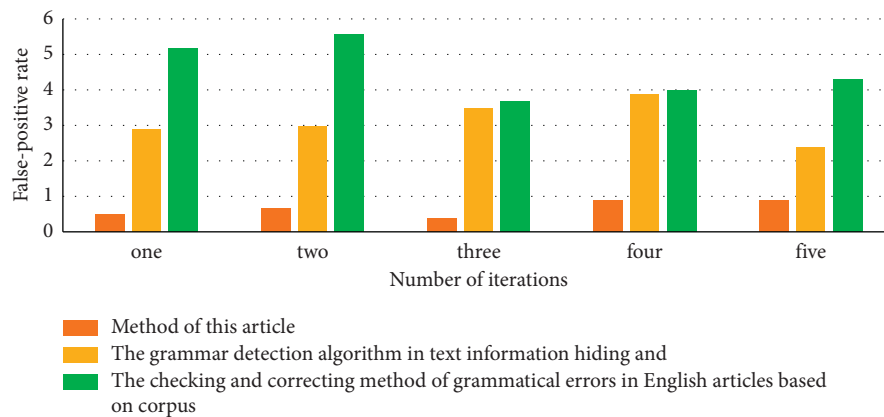 6
5
4
3
2
1
0
False-positive rate
one two three four five
Number of iterations
Method of this article
The grammar detection algorithm in text information hiding and
The checking and correcting method of grammatical errors in English articles based
on corpus